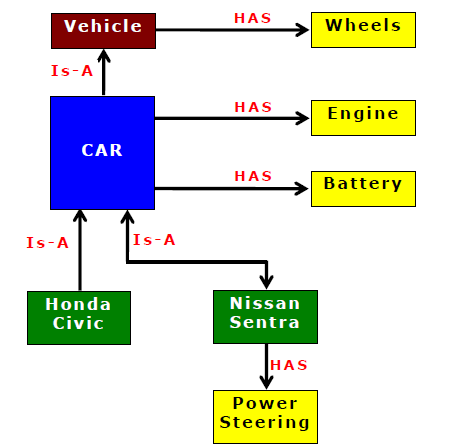 Vehicle
HAS
Wheels
Is-A
CAR
HAS
Engine
HAS
Battery
Is-A
Is-A
Honda
Civic
Nissan
Sentra
HAS
Power
Steering